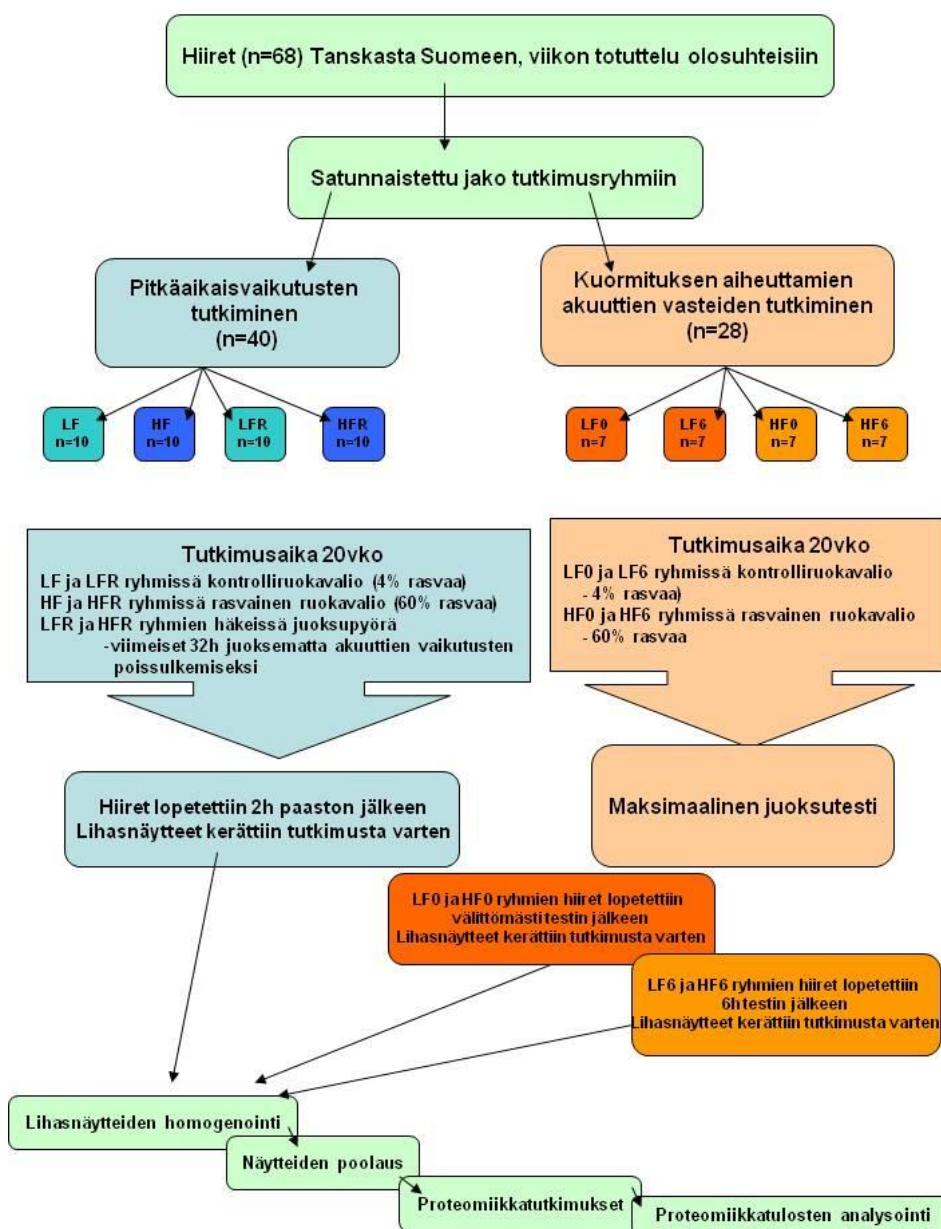 Hiiret (n=68) Tanskasta Suomeen, viikon totuttelu olosuhteisiin
Satunnaistettu jako tutkimusryhmiin
Pitkäaikaisvaikutusten
tutkiminen
(n=40)
Kuormituksen aiheuttamien
akuuttien vasteiden tutkiminen
(n=28)
LF
n=10
HF
n=10
LFR
n=10
HFR
n=10
LF0
n=7
LF6
n=7
HF0
n=7
HF6
n=7
Tutkimusaika 20vko
LF ja LFR ryhmissä kontrolliruokavalio (4% rasvaa)
HF ja HFR ryhmissä rasvainen ruokavalio (60% rasvaa)
LFR ja HFR ryhmien häkeissä juoksupyörä
-viimeiset 32h juoksematta akuuttien vaikutusten
poissulkemiseksi
Tutkimusaika 20vko
LF0 ja LF6 ryhmissä kontrolliruokavalio
- 4% rasvaa)
HF0 ja HF6 ryhmissä rasvainen ruokavalio
- 60% rasvaa
Hiiret lopetettiin 2h paaston jälkeen
Lihasnäytteet kerättiin tutkimusta varten
Maksimaalinen juoksutesti
LF0 ja HF0 ryhmien hiiret lopetettiin
välittömästi testin jälkeen
Lihasnäytteet kerättiin tutkimusta varten
LF6 ja HF6 ryhmien hiiret lopetettiin
6h testin jälkeen
Lihasnäytteet kerättiin tutkimusta varten
Lihasnäytteiden homogenointi
Näytteiden poolaus
Proteomiikkatutkimukset
Proteomiikkatulosten analysointi